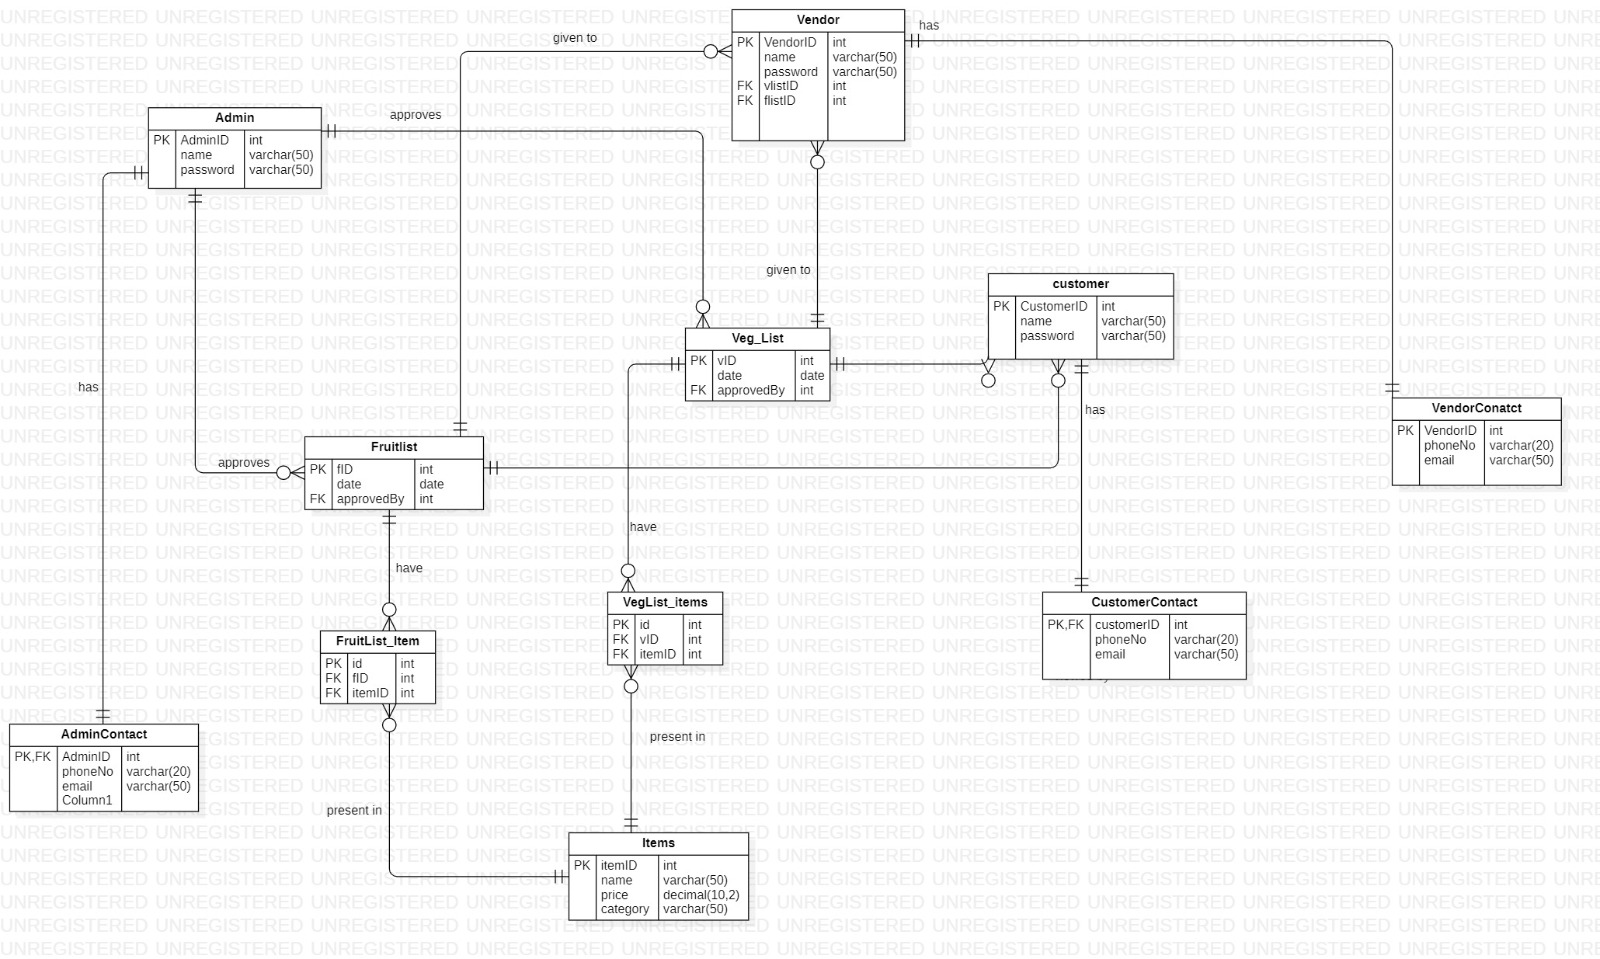 Vendor
PK VendorID int
name varchar(50)
password varchar(50)
FK vlistID int
FK flistID int
has
given to
approves
Admin
PK AdminID int
name varchar(50)
password varchar(50)
given to
customer
PK CustomerID int
name varchar(50)
password varchar(50)
Veg_List
PK vID int
date date
FK approvedBy int
has
has
VendorConatct
PK VendorID int
phoneNo varchar(20)
email varchar(50)
Fruitlist
PK fID int
date date
FK approvedBy int
approves
have
have
VegList_items
PK id int
FK vID int
FK itemID int
CustomerContact
PK,FK customerID int
phoneNo varchar(20)
email varchar(50)
FruitList_Item
PK id int
FK fID int
FK itemID int
AdminContact
PK,FK AdminID int
phoneNo varchar(20)
email varchar(50)
Column1
present in
present in
Items
PK itemID int
name varchar(50)
price decimal(10,2)
category varchar(50)
UNREGISTERED